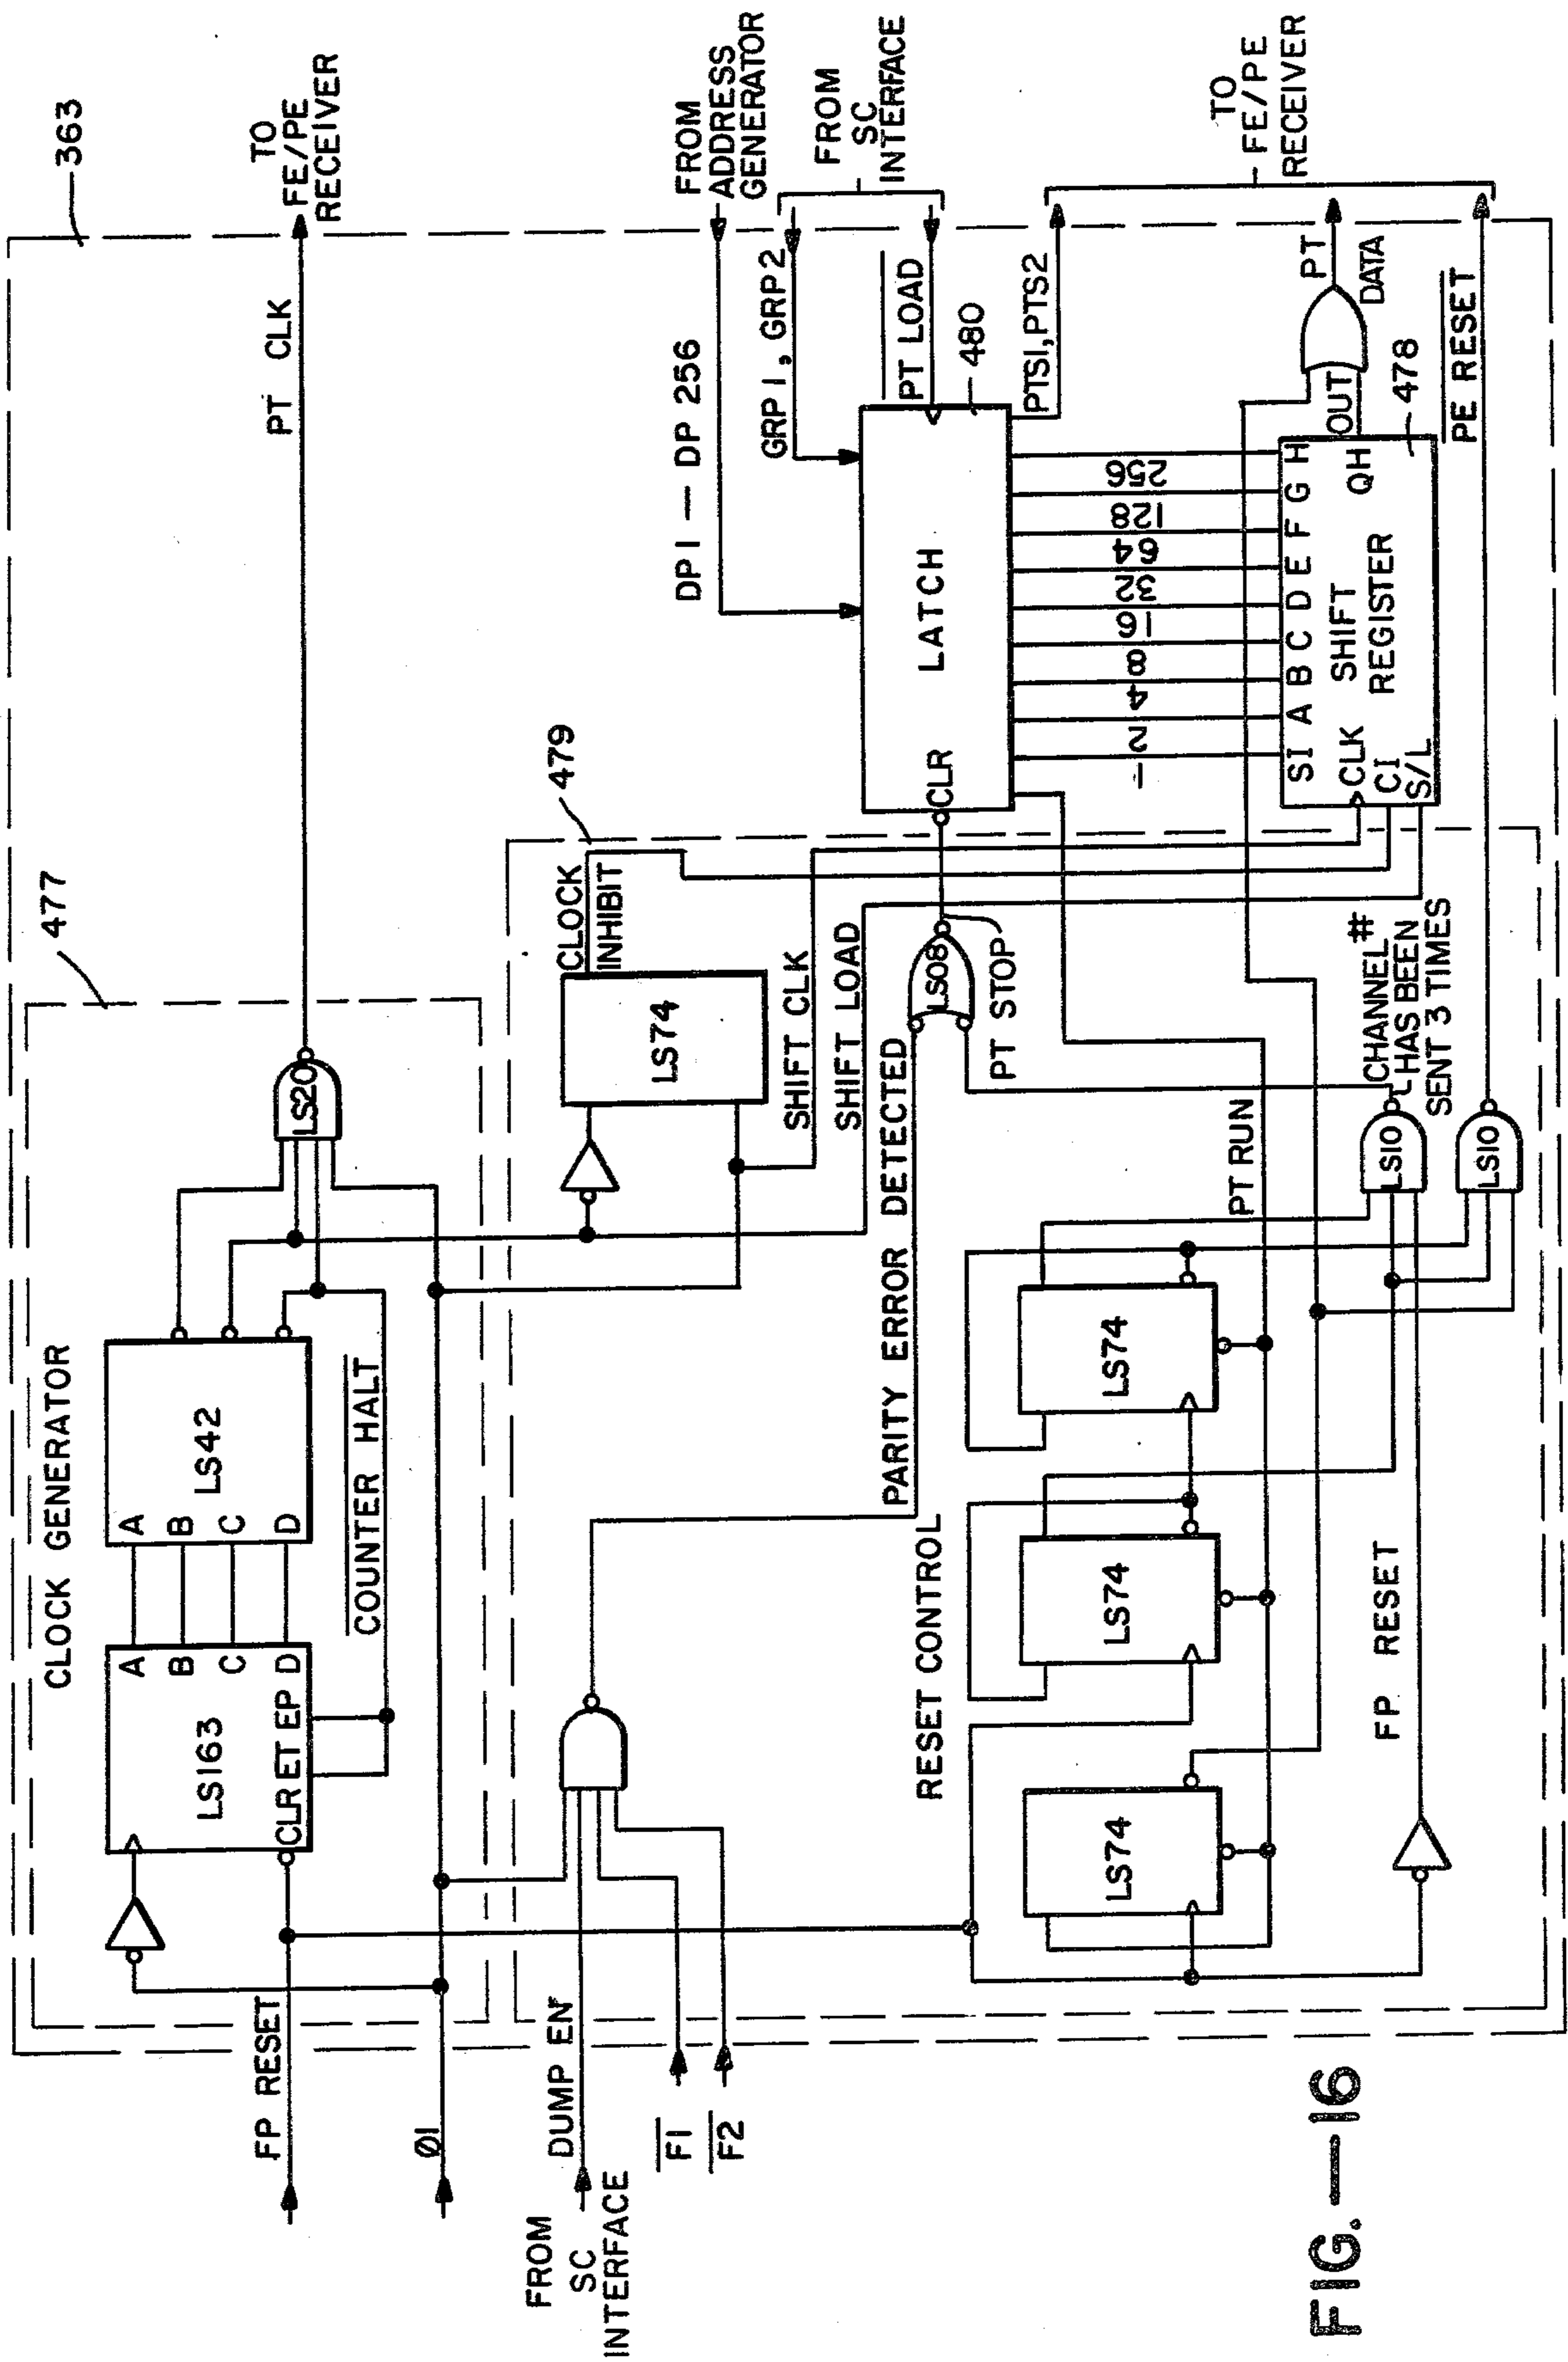 363
477
CLOCK GENERATOR
PT CLK
TO
FE/PE
RECEIVER
LS163
CLR ET EP
A
B
C
D
A
B
C
D
LS42
LS20
COUNTER HALT
FP RESET
Ø1
DUMP EN
FROM
SC
INTERFACE
F1
F2
479
LS74
CLOCK
INHIBIT
SHIFT CLK
SHIFT LOAD
PARITY ERROR DETECTED
LS08
PT STOP
RESET CONTROL
LS74
LS74
LS74
PT RUN
FP RESET
LS10
LS10
CHANNEL #
HAS BEEN
SENT 3 TIMES
FROM
ADDRESS
GENERATOR
DP1 — DP 256
FROM
SC
INTERFACE
GRP 1, GRP2
PT LOAD
480
LATCH
CLR
PTS1, PTS2
1 2 4 8 16 32 64 128 256
SI A B C D E F G H
CLK
CI
S/L
SHIFT
REGISTER
QH
OUT
478
PT
DATA
PE RESET
TO
FE/PE
RECEIVER
FIG.—16